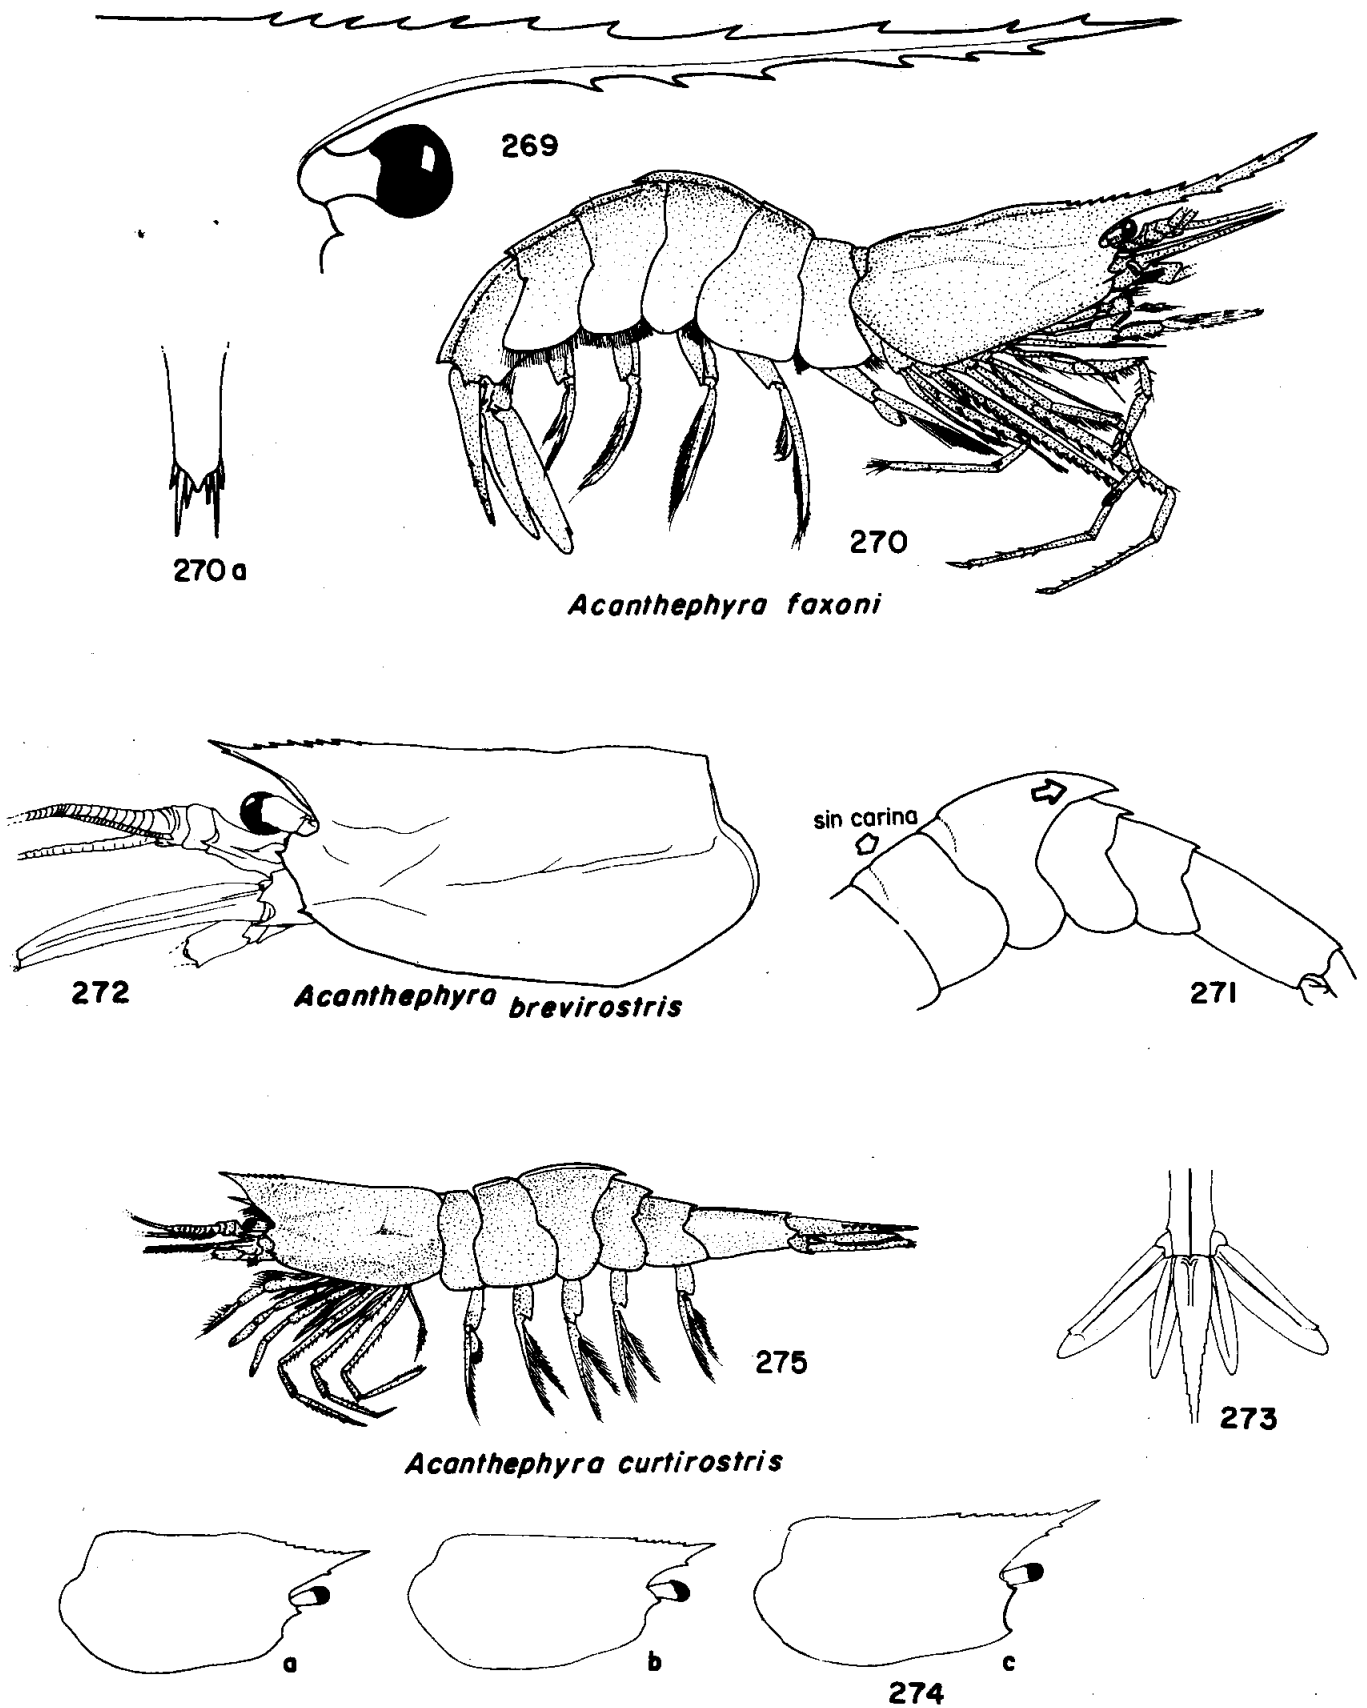 269
270
270 a
Acanthephyra faxoni
sin carina
272
Acanthephyra brevirostris
271
275
273
Acanthephyra curtirostris
a
b
c
274